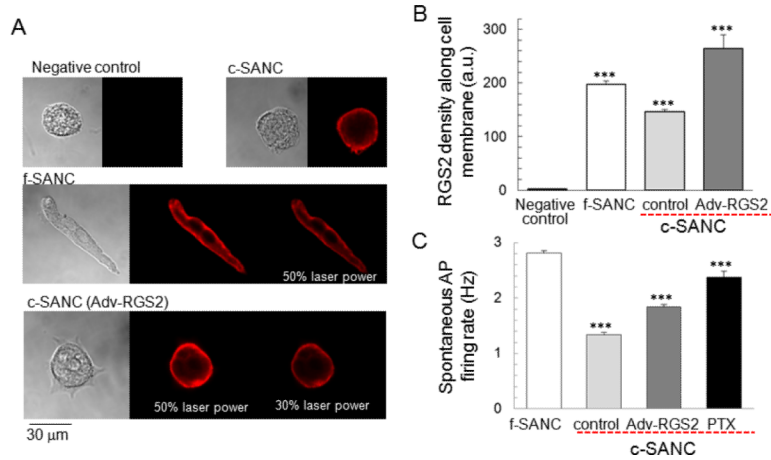 A
Negative control
c-SANC
f-SANC
50% laser power
c-SANC (Adv-RGS2)
50% laser power
30% laser power
30 μm
B
RGS2 density along cell
membrane (a.u.)
300
200
100
0
***
***
***
Negative
control
f-SANC
control
Adv-RGS2
c-SANC
C
Spontaneous AP
firing rate (Hz)
3
2
1
0
***
***
***
f-SANC
control
Adv-RGS2
PTX
c-SANC